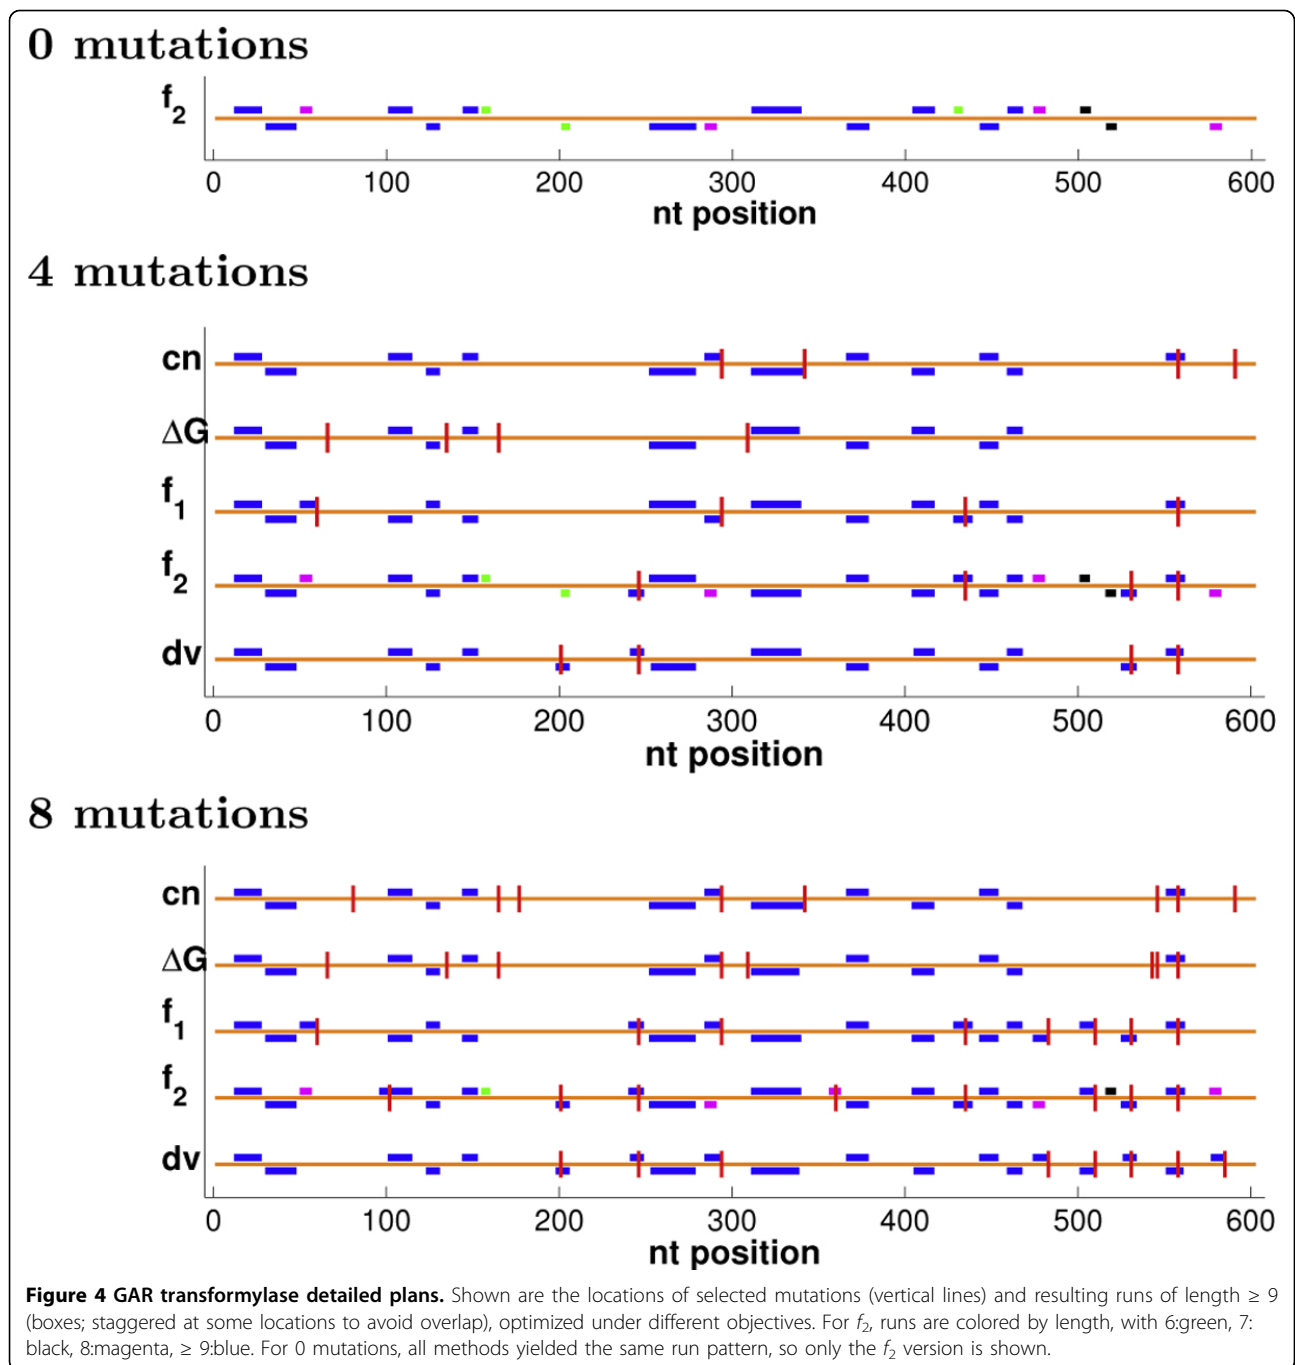 0 mutations
f2
0 100 200 300 400 500 600
nt position
4 mutations
cn
ΔG
f1
f2
dv
0 100 200 300 400 500 600
nt position
8 mutations
cn
ΔG
f1
f2
dv
0 100 200 300 400 500 600
nt position
Figure 4 GAR transformylase detailed plans. Shown are the locations of selected mutations (vertical lines) and resulting runs of length ≥ 9
(boxes; staggered at some locations to avoid overlap), optimized under different objectives. For f2, runs are colored by length, with 6:green, 7:
black, 8:magenta, ≥ 9:blue. For 0 mutations, all methods yielded the same run pattern, so only the f2 version is shown.